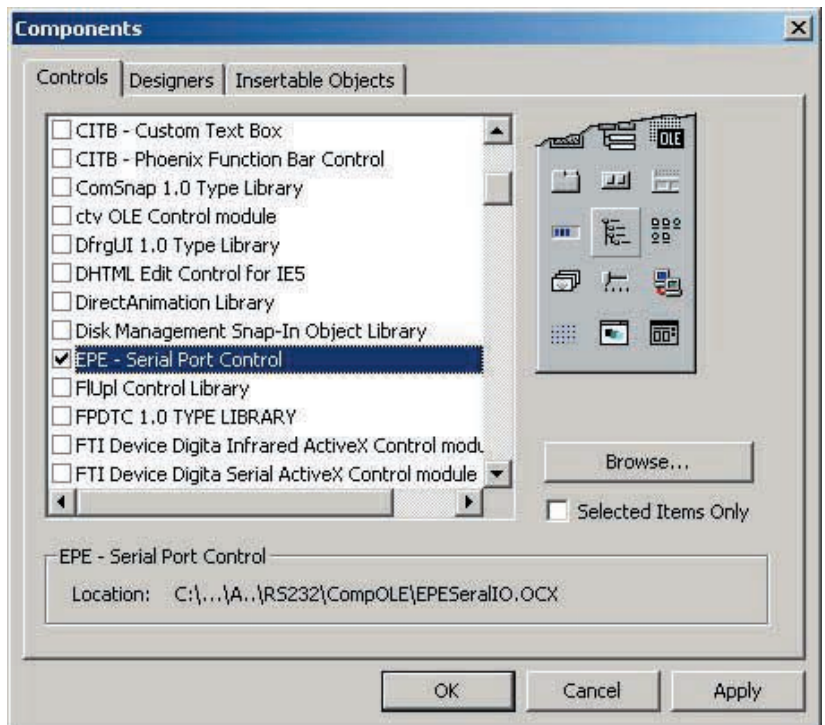 Components
Controls
Designers
Insertable Objects
CITB - Custom Text Box
CITB - Phoenix Function Bar Control
ComSnap 1.0 Type Library
ctv OLE Control module
DfrgUI 1.0 Type Library
DHTML Edit Control for IE5
DirectAnimation Library
Disk Management Snap-In Object Library
EPE - Serial Port Control
FlUpl Control Library
FPDTC 1.0 TYPE LIBRARY
FTI Device Digita Infrared ActiveX Control modu
FTI Device Digita Serial ActiveX Control module
OLE
Browse...
Selected Items Only
EPE - Serial Port Control
Location: C:\...\A..\RS232\CompOLE\EPESeralIO.OCX
OK
Cancel
Apply